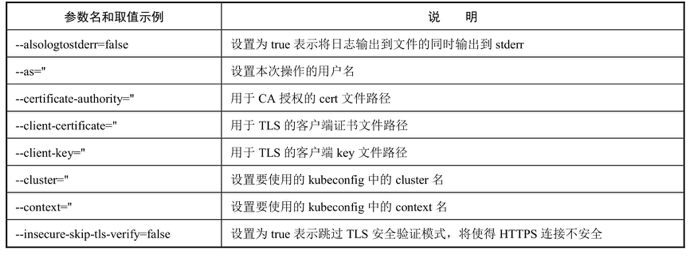 参数名和取值示例 说 明
--alsologtostderr=false 设置为 true 表示将日志输出到文件的同时输出到 stderr
--as='' 设置本次操作的用户名
--certificate-authority='' 用于 CA 授权的 cert 文件路径
--client-certificate='' 用于 TLS 的客户端证书文件路径
--client-key='' 用于 TLS 的客户端 key 文件路径
--cluster='' 设置要使用的 kubeconfig 中的 cluster 名
--context='' 设置要使用的 kubeconfig 中的 context 名
--insecure-skip-tls-verify=false 设置为 true 表示跳过 TLS 安全验证模式，将使得 HTTPS 连接不安全